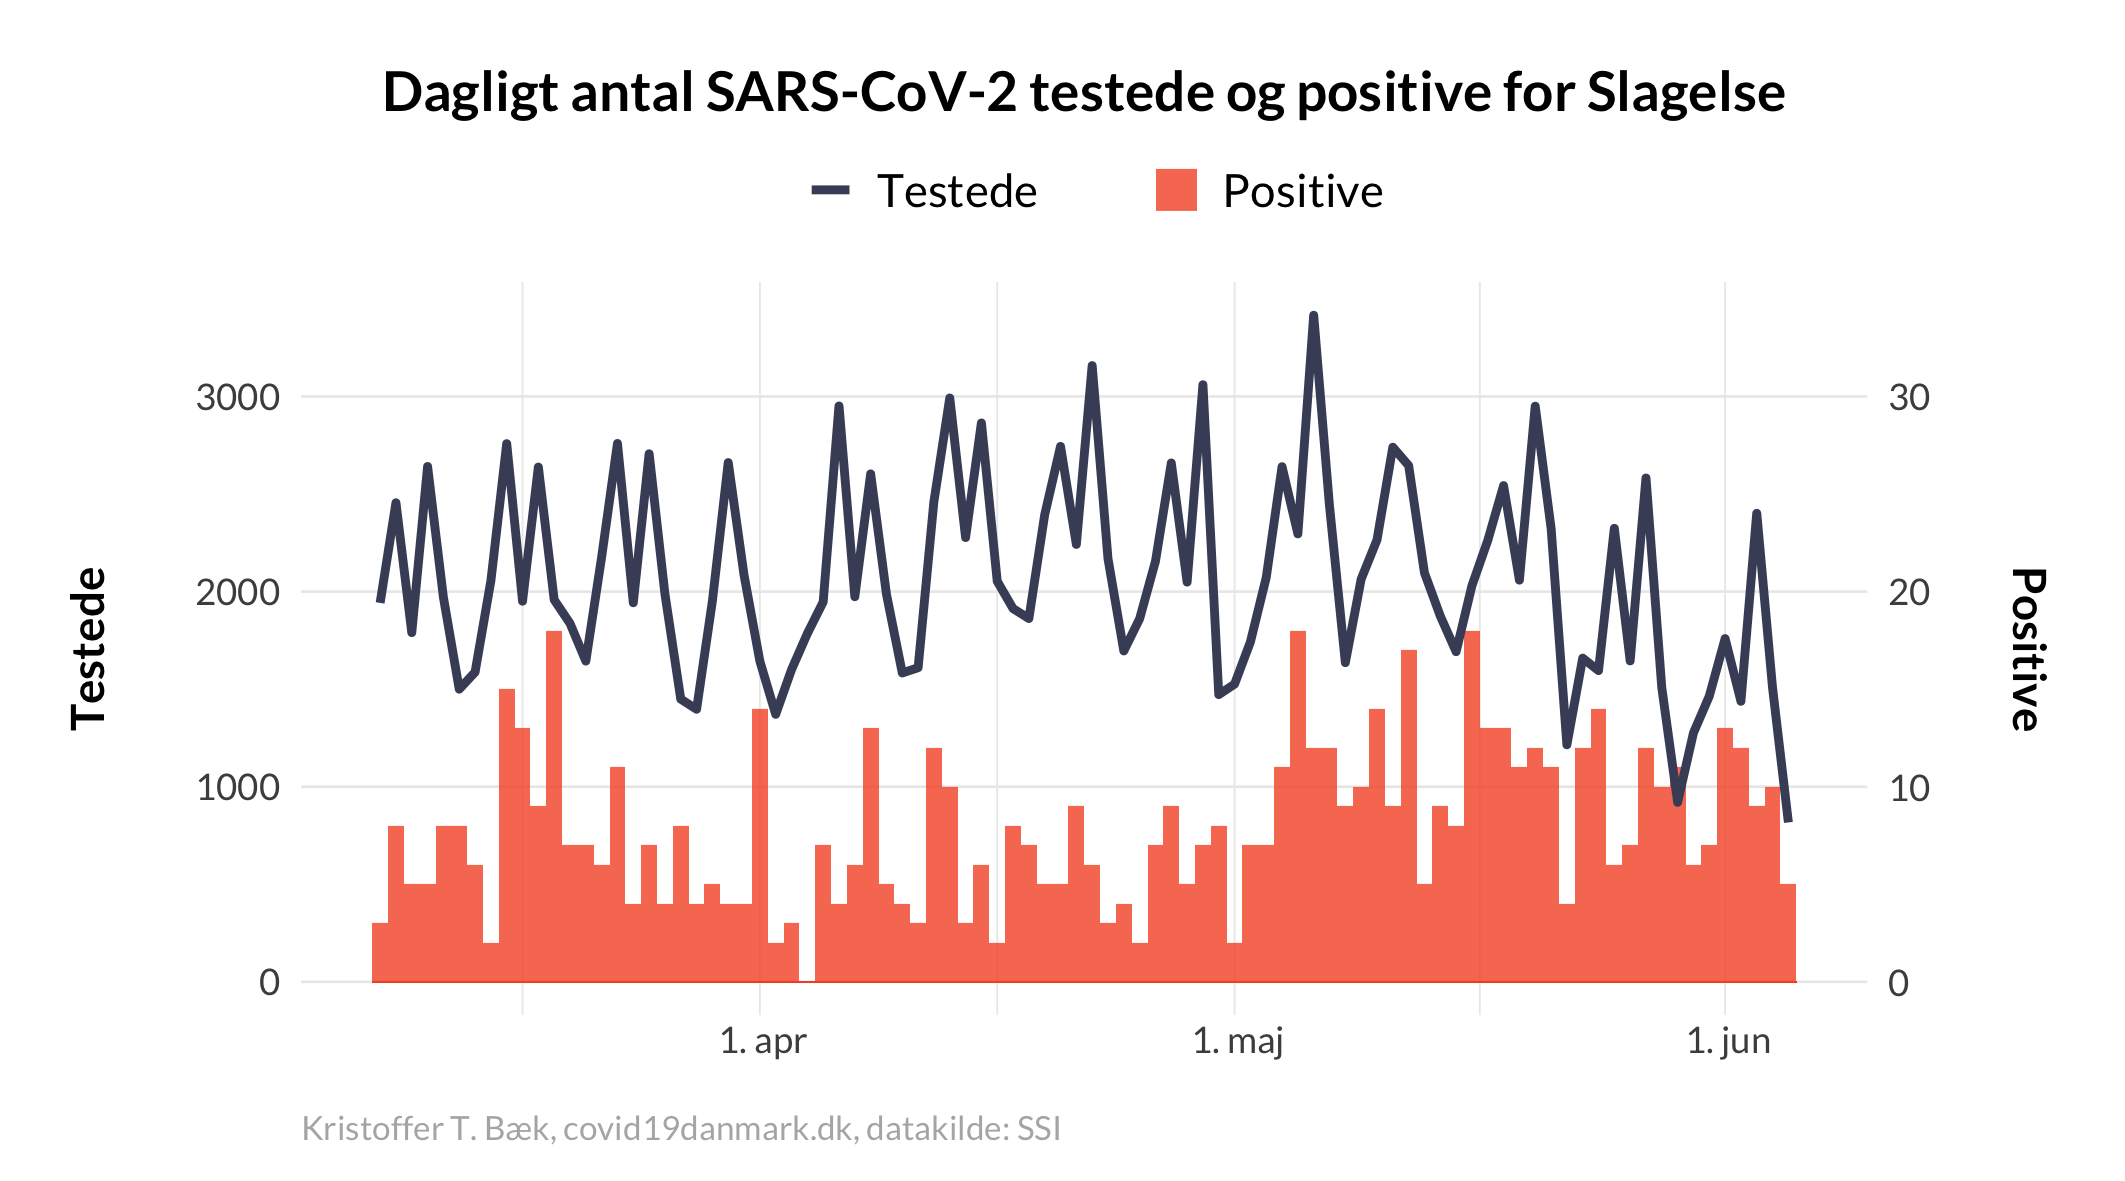 Dagligt antal SARS-CoV-2 testede og positive for Slagelse
Testede
Positive
3000
2000
1000
0
Testede
30
20
10
0
Positive
1. apr
1. maj
1. jun
Kristoffer T. Bæk, covid19danmark.dk, datakilde: SSI